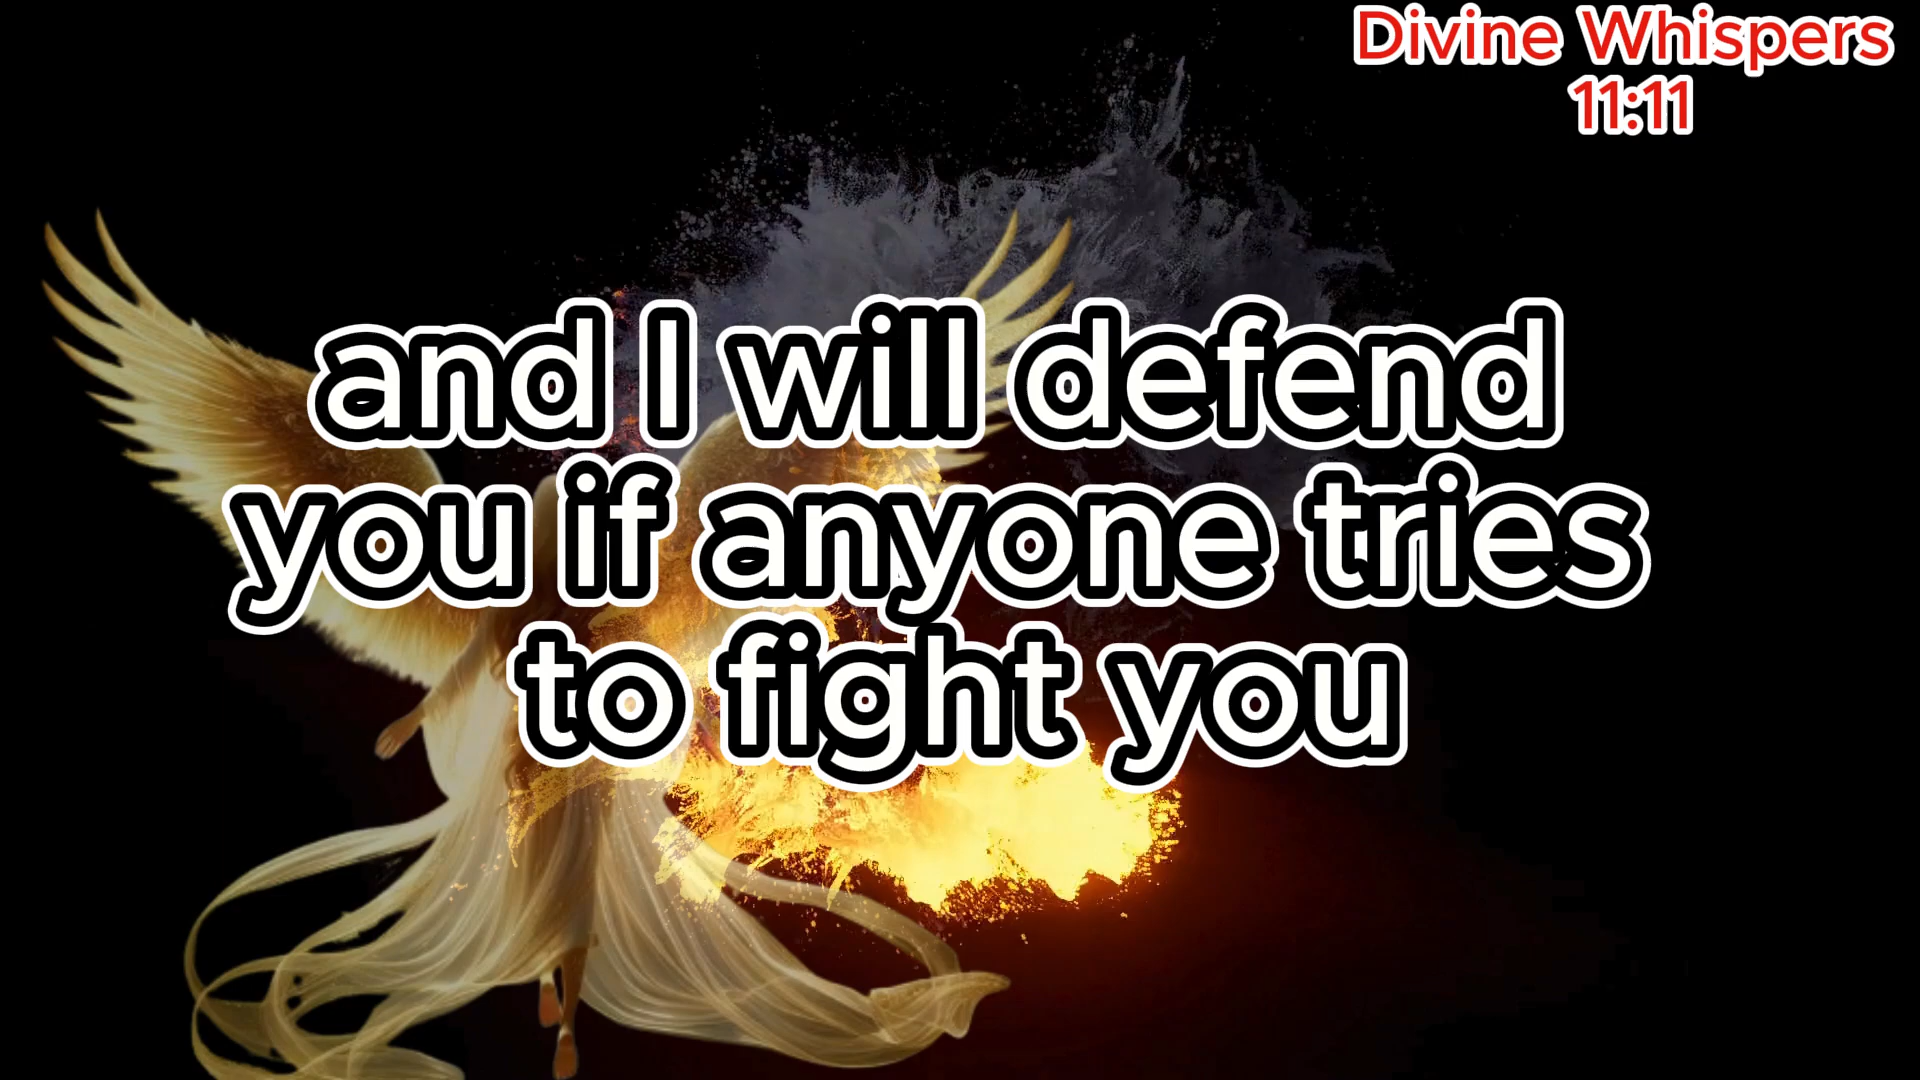 Divine Whispers
11:11
and I will defend
you if anyone tries
to fight you